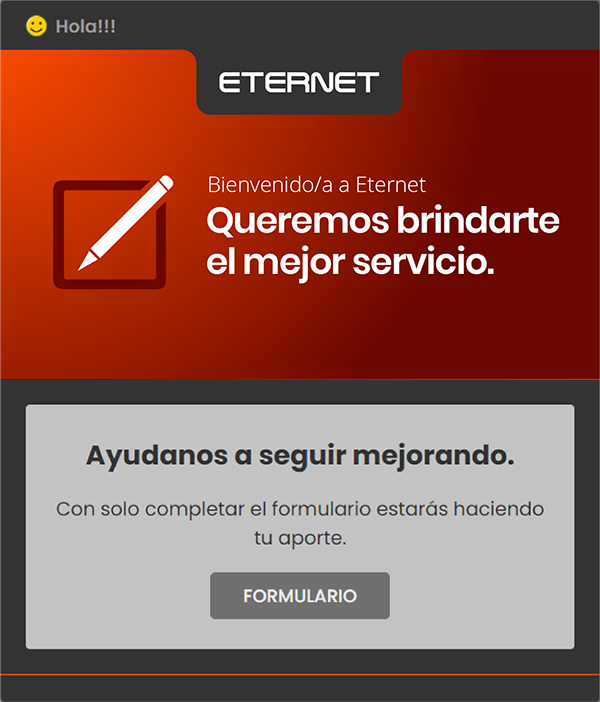 Hola!!!
ETERNET
Bienvenido/a a Eternet
Queremos brindarte
el mejor servicio.
Ayudanos a seguir mejorando.
Con solo completar el formulario estarás haciendo
tu aporte.
FORMULARIO